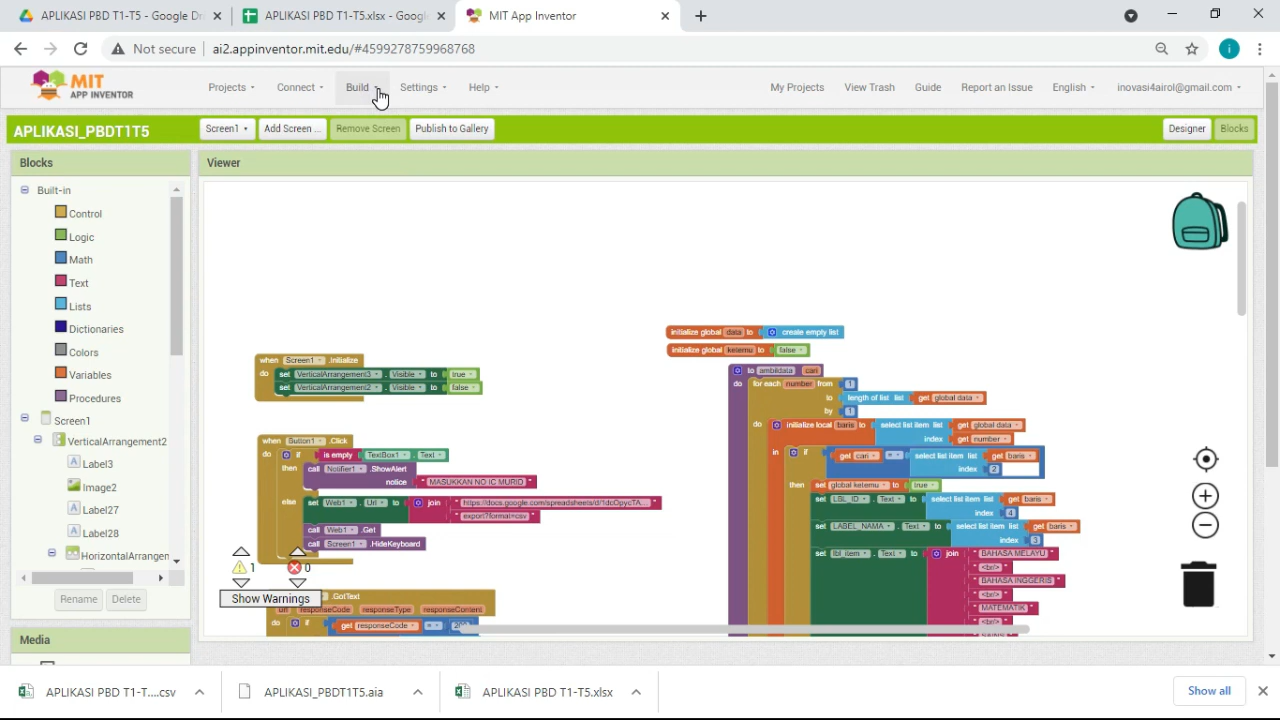 APLIKASI PBD T1-T5 - Google Dr
APLIKASI PBD T1-T5.xlsx - Googl
MIT App Inventor
Not secure
ai2.appinventor.mit.edu/#4599278759968768
i
MIT
APP INVENTOR
Projects
Connect
Build
Settings
Help
My Projects
View Trash
Guide
Report an Issue
English
inovasi4airol@gmail.com
APLIKASI_PBDT1T5
Screen1
Add Screen ...
Remove Screen
Publish to Gallery
Designer
Blocks
Blocks
Viewer
Built-in
Control
Logic
Math
Text
Lists
Dictionaries
Colors
Variables
Procedures
Screen1
VerticalArrangement2
Label3
Image2
Label27
Label28
HorizontalArrangen
Rename
Delete
Media
initialize global data to create empty list
initialize global ketemu to false
when Screen1 .Initialize
do set VerticalArrangement3 . Visible to true
set VerticalArrangement2 . Visible to false
when Button1 .Click
do if is empty TextBox1 . Text
then call Notifier1 .ShowAlert
notice " MASUKKAN NO IC MURID "
else set Web1 . Url to join " https://docs.google.com/spreadsheets/d/1dcOpycTA... "
" export?format=csv "
call Web1 .Get
call Screen1 .HideKeyboard
1
0
Show Warnings
.GotText
url responseCode responseType responseContent
do if get responseCode =
to ambildata cari
do for each number from 1
to length of list list get global data
by 1
do initialize local baris to select list item list get global data
index get number
in if get cari = select list item list get baris
index 2
then set global ketemu to true
set LBL_ID . Text to select list item list get baris
index 4
set LABEL_NAMA . Text to select list item list get baris
index 3
set lbl_item . Text to join " BAHASA MELAYU "
" <br/> "
" BAHASA INGGERIS "
" <br/> "
" MATEMATIK "
" <br/> "
APLIKASI PBD T1-T....csv
APLIKASI_PBDT1T5.aia
APLIKASI PBD T1-T5.xlsx
Show all